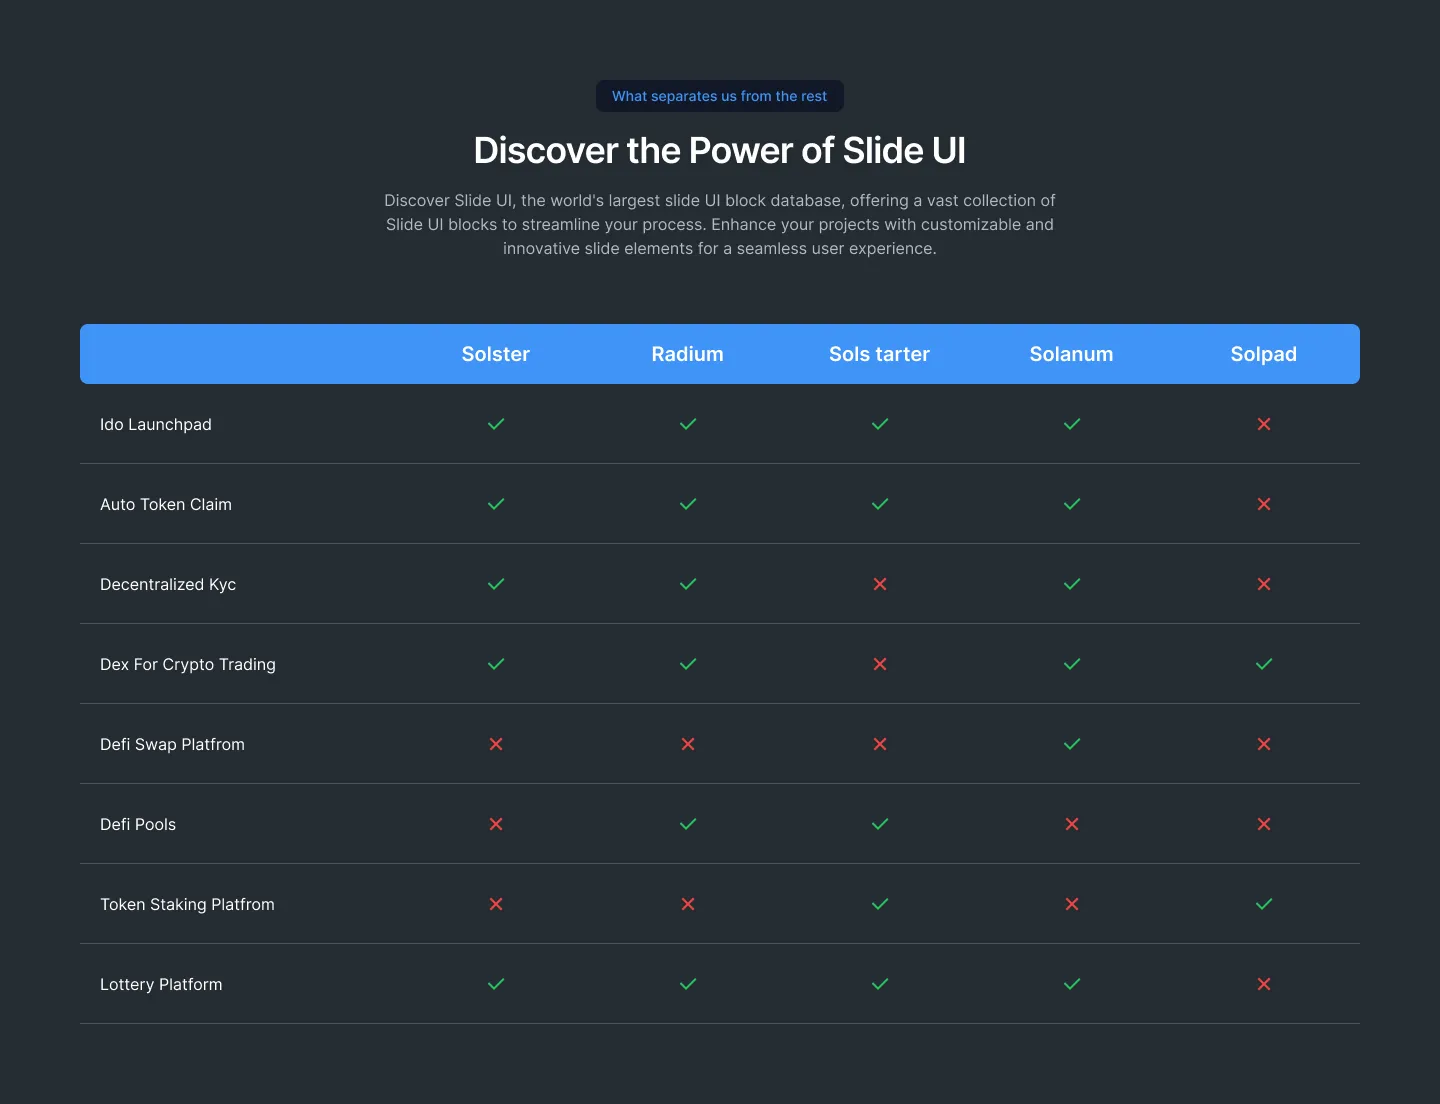 What separates us from the rest
Discover the Power of Slide UI
Discover Slide UI, the world's largest slide UI block database, offering a vast collection of
Slide UI blocks to streamline your process. Enhance your projects with customizable and
innovative slide elements for a seamless user experience.
Solster Radium Sols tarter Solanum Solpad
Ido Launchpad
Auto Token Claim
Decentralized Kyc
Dex For Crypto Trading
Defi Swap Platfrom
Defi Pools
Token Staking Platfrom
Lottery Platform